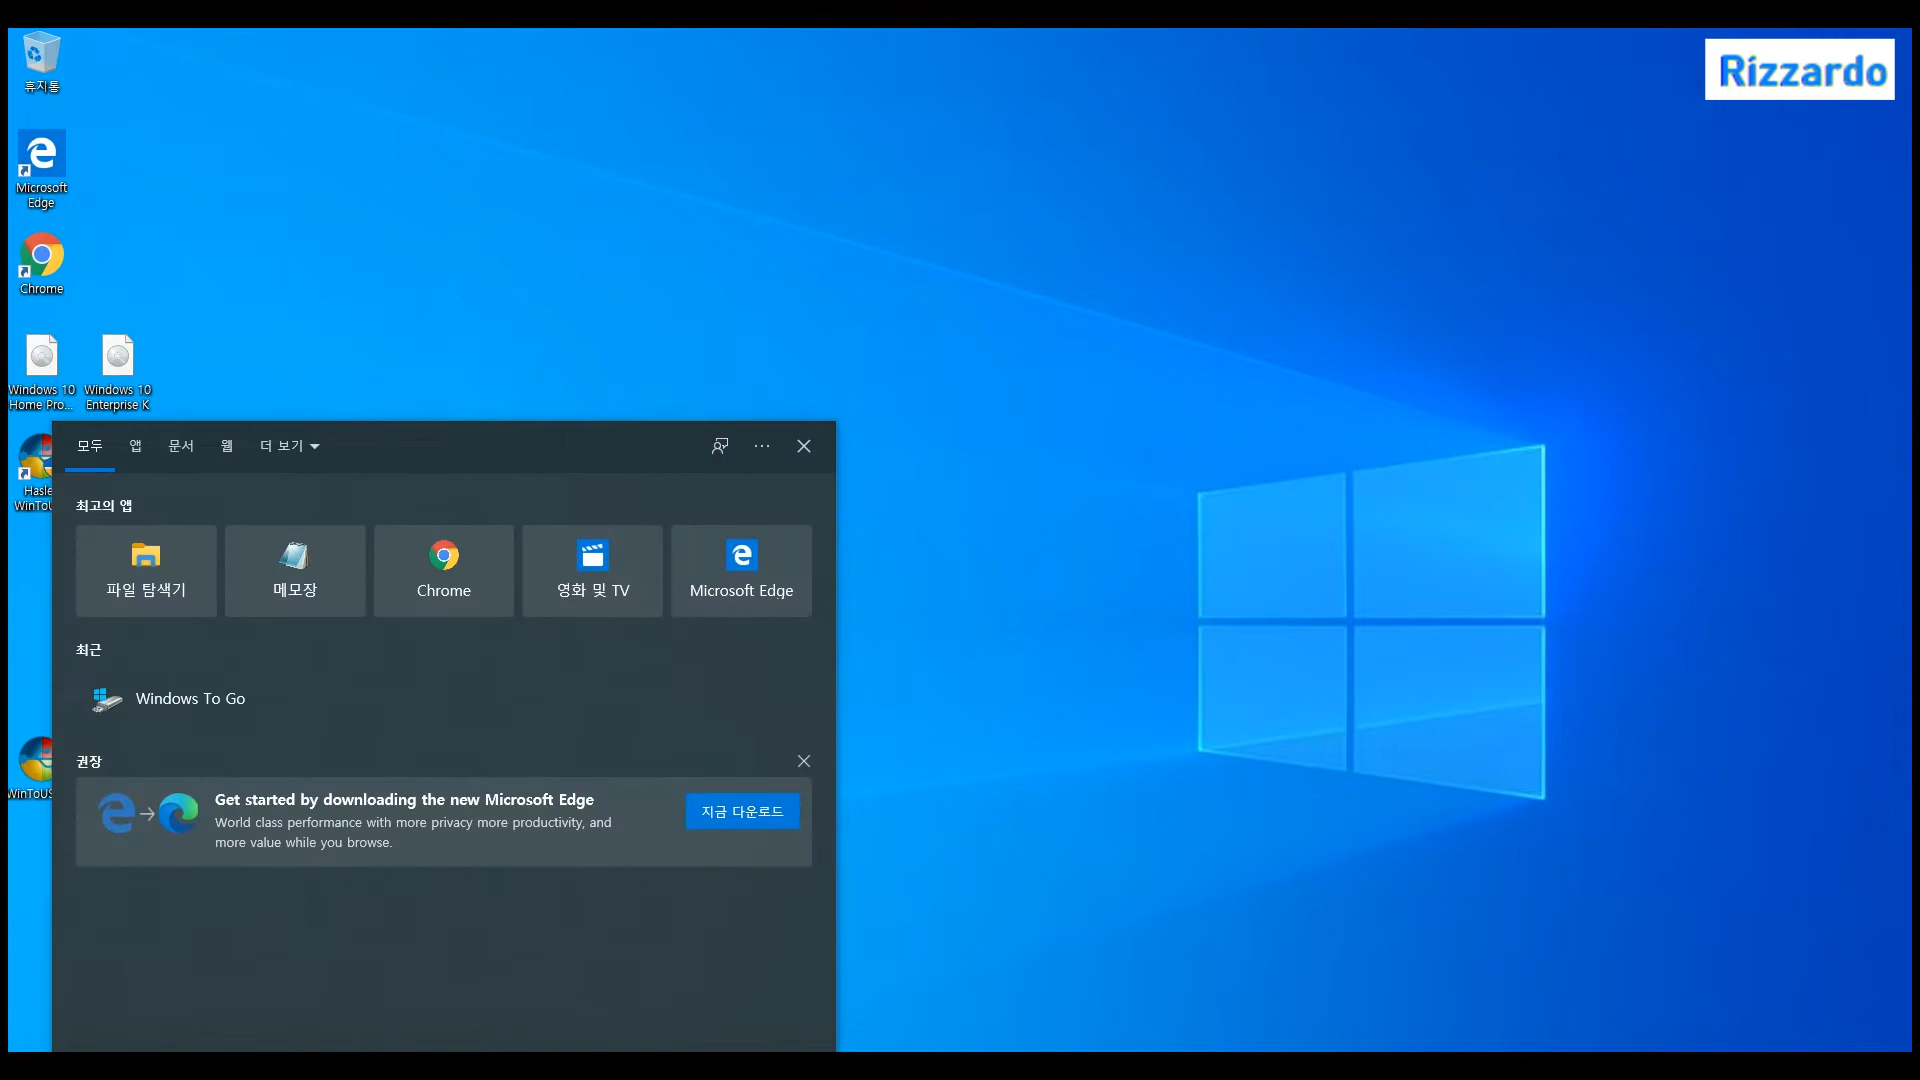 휴지통
Rizzardo
Microsoft
Edge
Chrome
Windows 10
Home Pro...
Windows 10
Enterprise K
Hasle
WinToU
WinToUS
모두
앱
문서
웹
더 보기
최고의 앱
파일 탐색기
메모장
Chrome
영화 및 TV
Microsoft Edge
최근
Windows To Go
권장
Get started by downloading the new Microsoft Edge
World class performance with more privacy more productivity, and
more value while you browse.
지금 다운로드